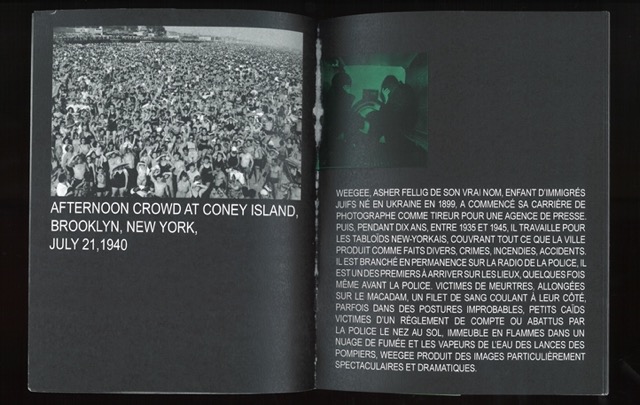 AFTERNOON CROWD AT CONEY ISLAND,
BROOKLYN, NEW YORK,
JULY 21,1940
WEEGEE, ASHER FELLIG DE SON VRAI NOM, ENFANT D'IMMIGRÉS
JUIFS NÉ EN UKRAINE EN 1899, A COMMENCÉ SA CARRIÈRE DE
PHOTOGRAPHE COMME TIREUR POUR UNE AGENCE DE PRESSE.
PUIS, PENDANT DIX ANS, ENTRE 1935 ET 1945, IL TRAVAILLE POUR
LES TABLOÏDS NEW-YORKAIS, COUVRANT TOUT CE QUE LA VILLE
PRODUIT COMME FAITS DIVERS, CRIMES, INCENDIES, ACCIDENTS.
IL EST BRANCHÉ EN PERMANENCE SUR LA RADIO DE LA POLICE. IL
EST UN DES PREMIERS À ARRIVER SUR LES LIEUX, QUELQUES FOIS
MÊME AVANT LA POLICE. VICTIMES DE MEURTRES, ALLONGÉES
SUR LE MACADAM, UN FILET DE SANG COULANT À LEUR CÔTÉ,
PARFOIS DANS DES POSTURES IMPROBABLES, PETITS CAÏDS
VICTIMES D'UN RÈGLEMENT DE COMPTE OU ABATTUS PAR
LA POLICE LE NEZ AU SOL, IMMEUBLE EN FLAMMES DANS UN
NUAGE DE FUMÉE ET LES VAPEURS DE L'EAU DES LANCES DES
POMPIERS, WEEGEE PRODUIT DES IMAGES PARTICULIÈREMENT
SPECTACULAIRES ET DRAMATIQUES.